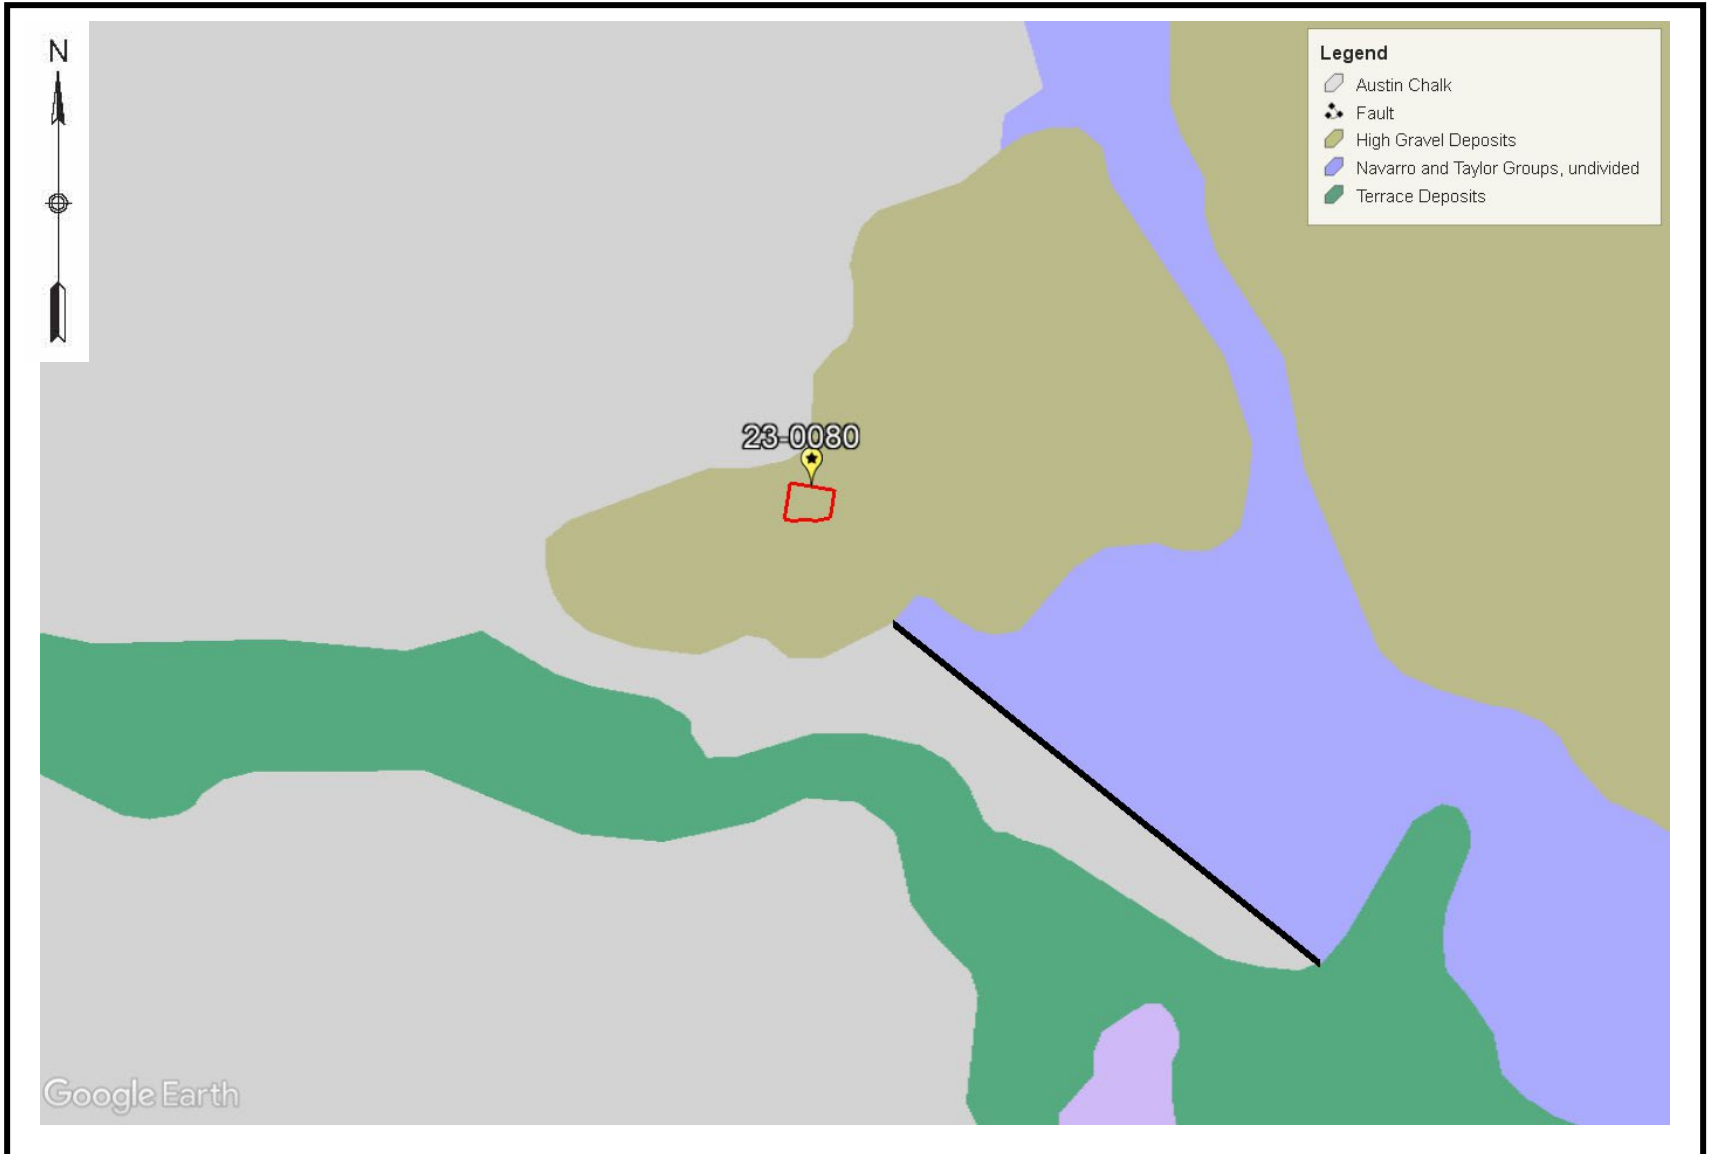 N
Legend
Austin Chalk
Fault
High Gravel Deposits
Navarro and Taylor Groups, undivided
Terrace Deposits
23-0080
Google Earth